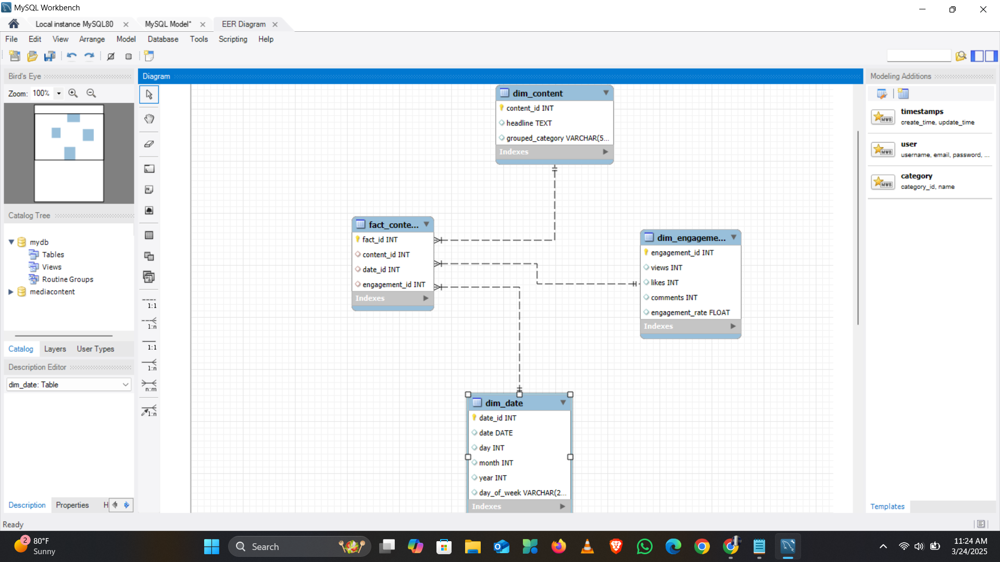 MySQL Workbench
Local instance MySQL80
MySQL Model*
EER Diagram
File Edit View Arrange Model Database Tools Scripting Help
Bird's Eye
Zoom: 100%
Catalog Tree
mydb
Tables
Views
Routine Groups
mediacontent
Catalog Layers User Types
Description Editor
dim_date: Table
Description Properties H
Ready
1:1
1:n
1:1
1:n
n:m
1:n
Diagram
dim_content
content_id INT
headline TEXT
grouped_category VARCHAR(5...
Indexes
fact_conte...
fact_id INT
content_id INT
date_id INT
engagement_id INT
Indexes
dim_engageme...
engagement_id INT
views INT
likes INT
comments INT
engagement_rate FLOAT
Indexes
dim_date
date_id INT
date DATE
day INT
month INT
year INT
day_of_week VARCHAR(2...
Indexes
Modeling Additions
MWB
timestamps
create_time, update_time
MWB
user
username, email, password, ...
MWB
category
category_id, name
Templates
2
80°F
Sunny
Search
11:24 AM
3/24/2025